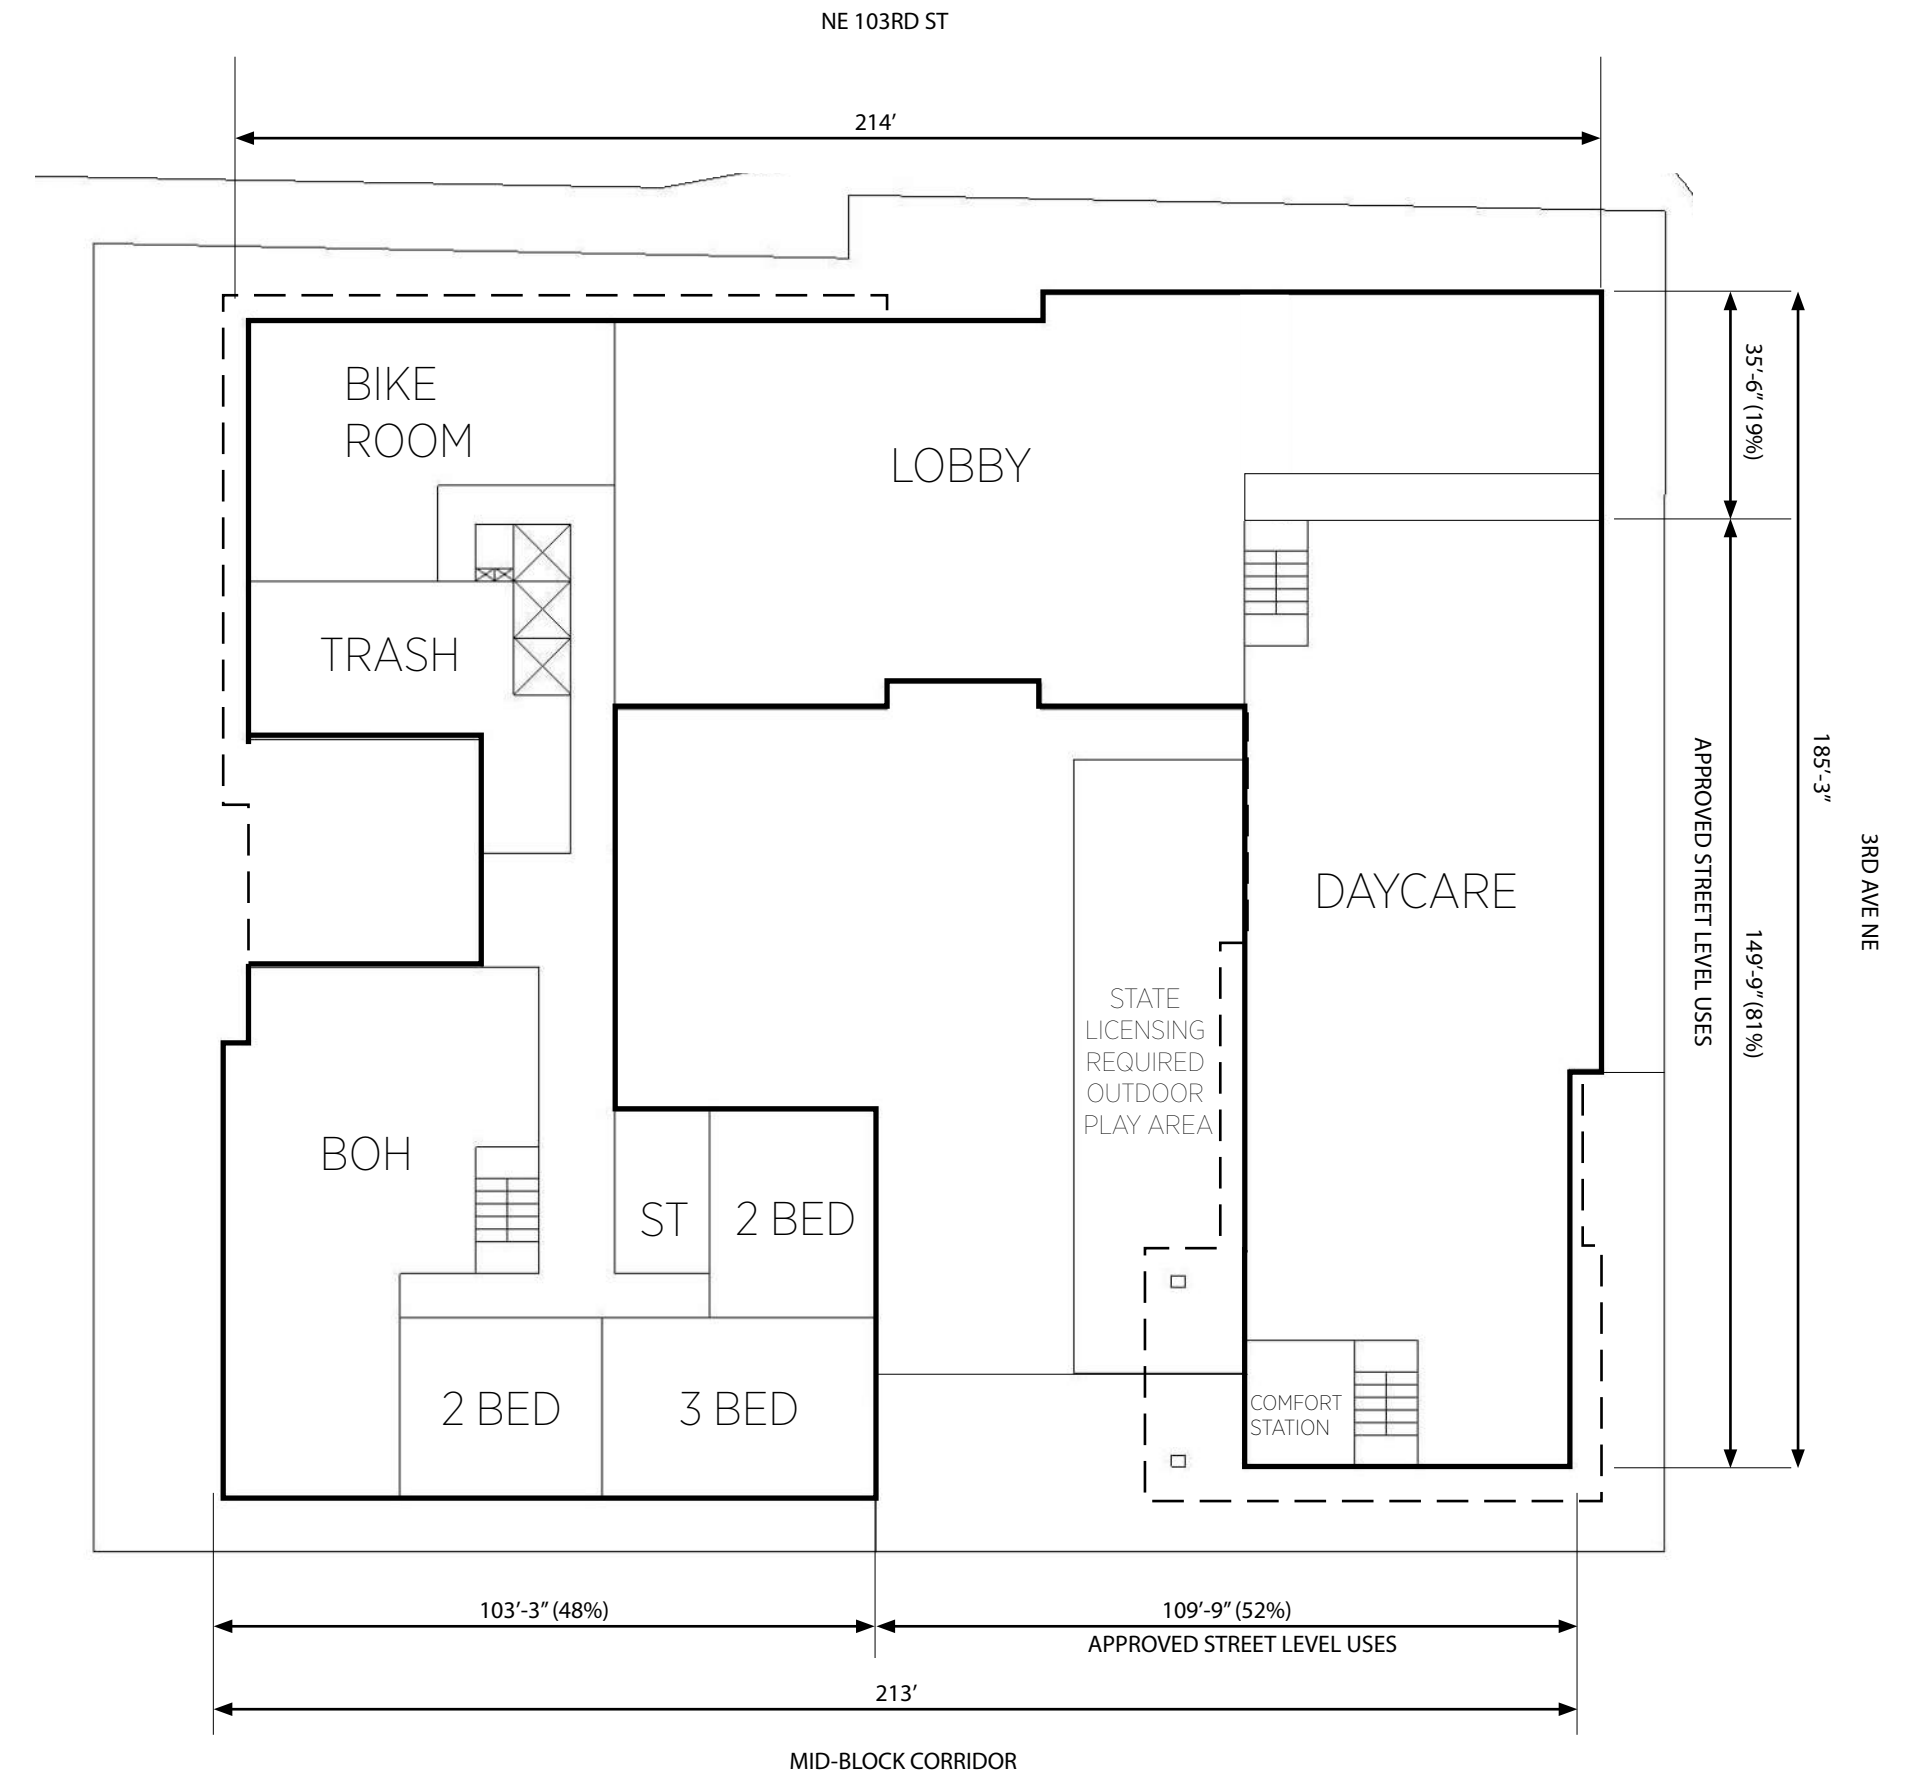 NE 103RD ST
214’
BIKE
ROOM
LOBBY
35’-6” (19%)
TRASH
185’-3”
APPROVED STREET LEVEL USES
149’-9” (81%)
3RD AVE NE
DAYCARE
STATE
LICENSING
REQUIRED
OUTDOOR
PLAY AREA
BOH
ST
2 BED
2 BED
3 BED
COMFORT
STATION
103’-3” (48%)
109’-9” (52%)
APPROVED STREET LEVEL USES
213’
MID-BLOCK CORRIDOR